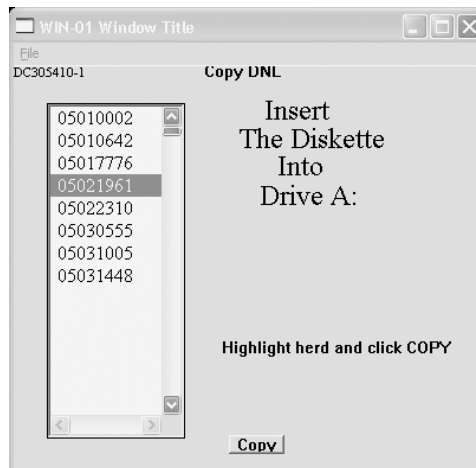 WIN-01 Window Title
File
DC305410-1
Copy DNL
05010002
05010642
05017776
05021961
05022310
05030555
05031005
05031448
Insert
The Diskette
Into
Drive A:
Highlight herd and click COPY
Copy